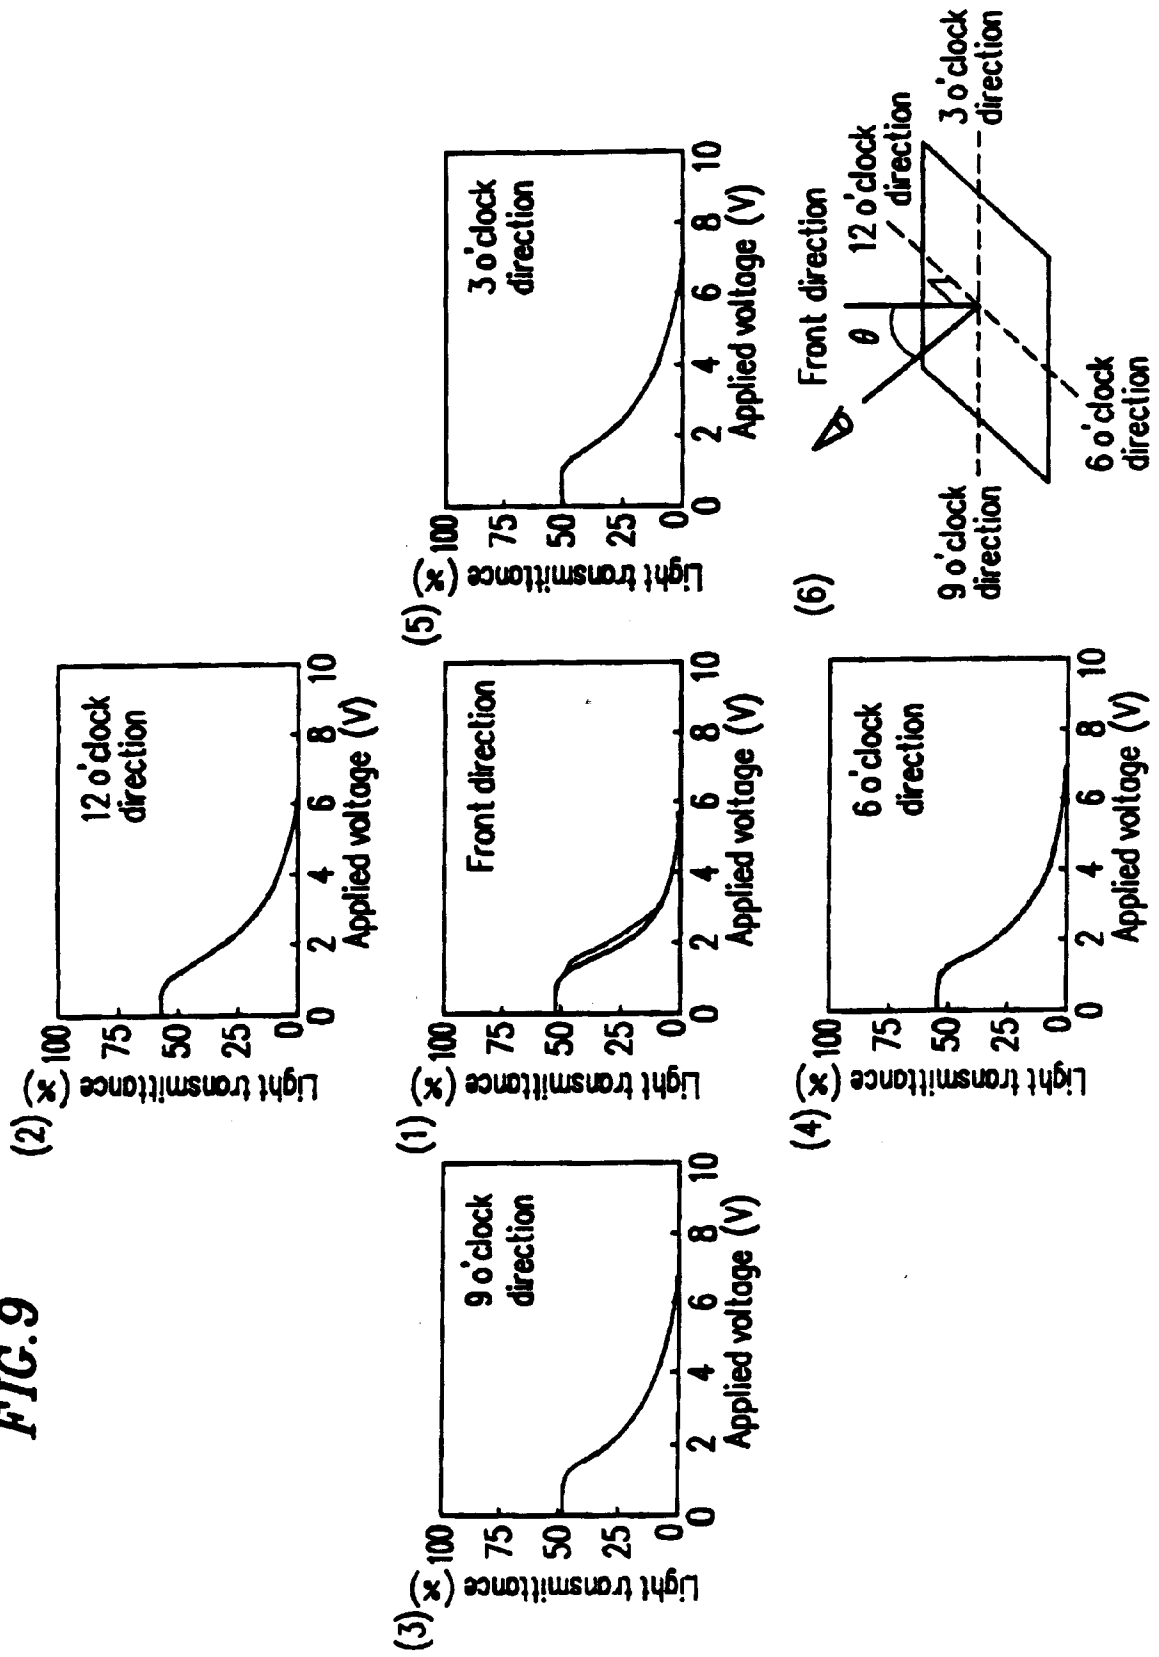 FIG.9
(2)
Light transmittance (%)
100
75
50
25
0
12 o'clock
direction
0 2 4 6 8 10
Applied voltage (V)
(3)
Light transmittance (%)
100
75
50
25
0
9 o'clock
direction
0 2 4 6 8 10
Applied voltage (V)
(1)
Light transmittance (%)
100
75
50
25
0
Front direction
0 2 4 6 8 10
Applied voltage (V)
(5)
Light transmittance (%)
100
75
50
25
0
3 o'clock
direction
0 2 4 6 8 10
Applied voltage (V)
(4)
Light transmittance (%)
100
75
50
25
0
6 o'clock
direction
0 2 4 6 8 10
Applied voltage (V)
(6)
Front direction
θ
12 o'clock
direction
9 o'clock
direction
3 o'clock
direction
6 o'clock
direction